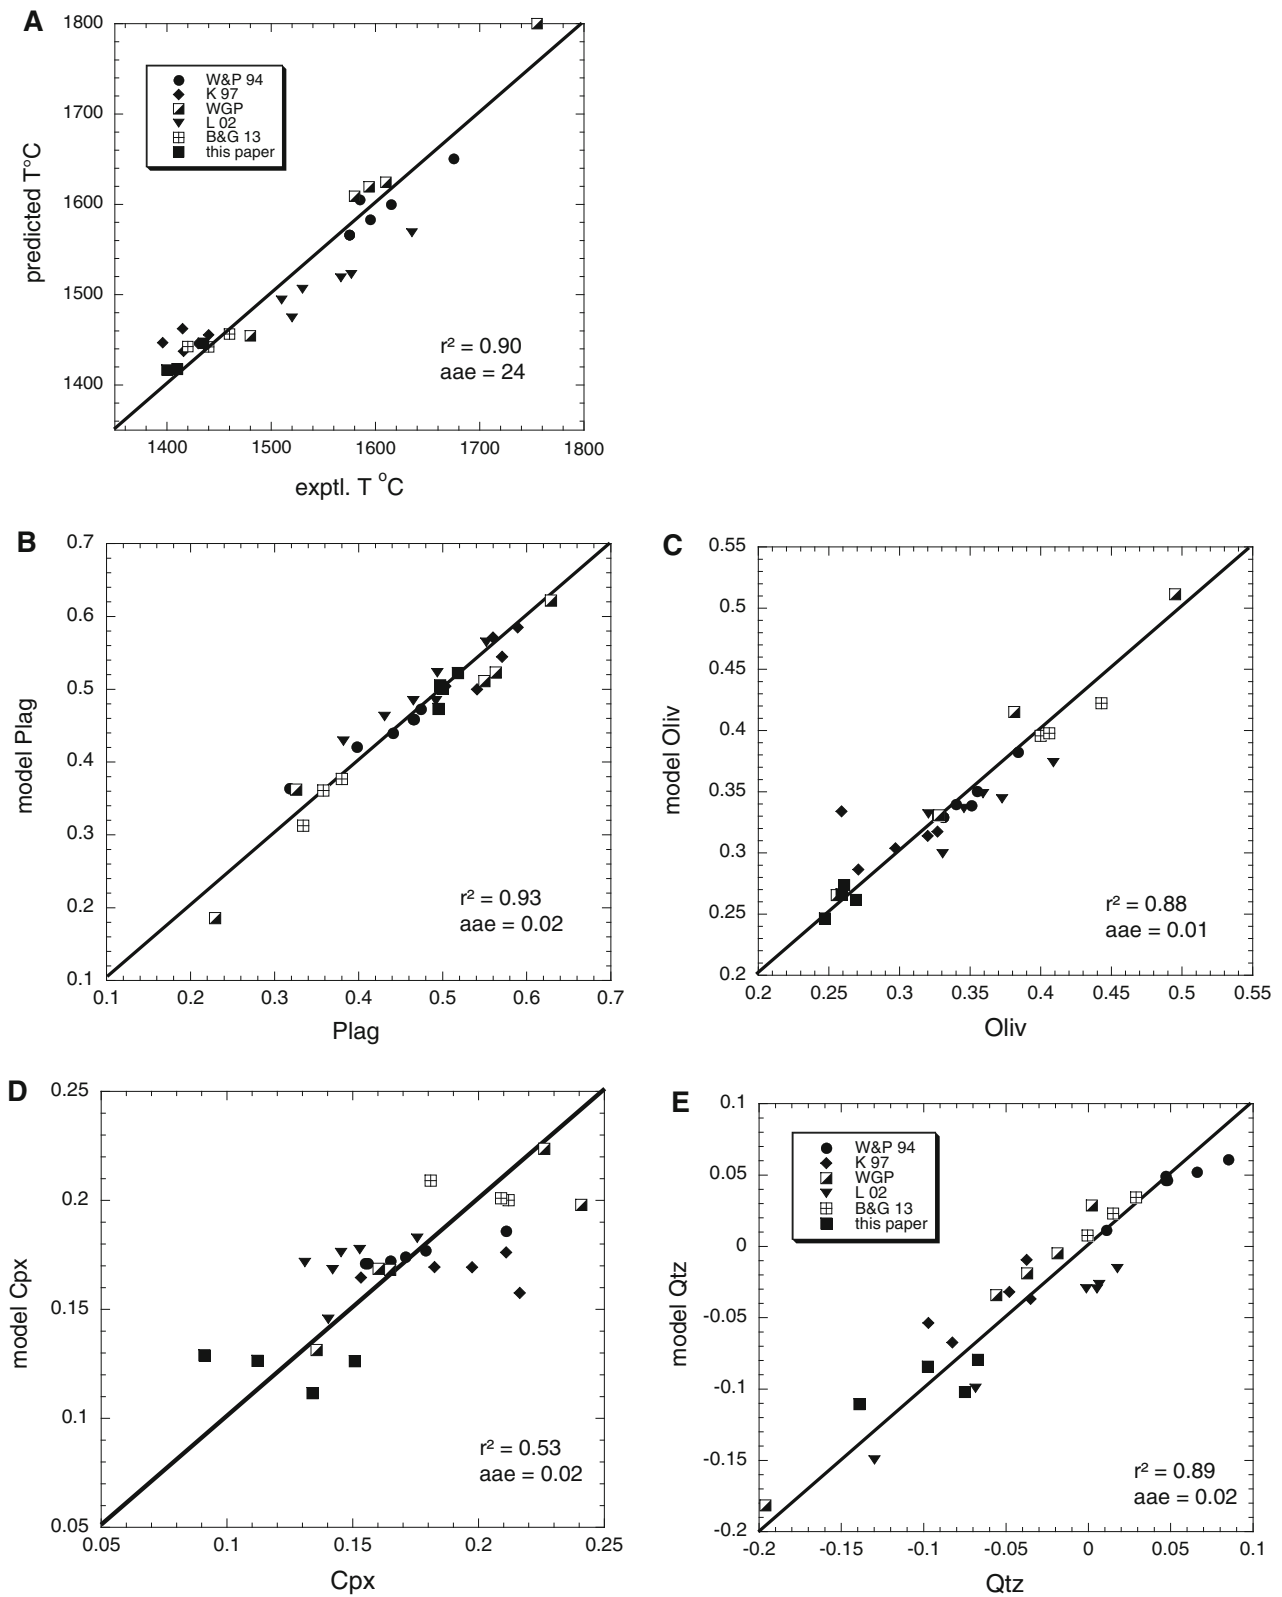 A
1800
1700
1600
1500
1400
predicted T°C
W&P 94
K 97
WGP
L 02
B&G 13
this paper
r² = 0.90
aae = 24
1400 1500 1600 1700 1800
exptl. T °C
B
0.7
0.6
0.5
0.4
0.3
0.2
0.1
model Plag
r² = 0.93
aae = 0.02
0.1 0.2 0.3 0.4 0.5 0.6 0.7
Plag
C
0.55
0.5
0.45
0.4
0.35
0.3
0.25
0.2
model Oliv
r² = 0.88
aae = 0.01
0.2 0.25 0.3 0.35 0.4 0.45 0.5 0.55
Oliv
D
0.25
0.2
0.15
0.1
0.05
model Cpx
r² = 0.53
aae = 0.02
0.05 0.1 0.15 0.2 0.25
Cpx
E
0.1
0.05
0
-0.05
-0.1
-0.15
-0.2
model Qtz
W&P 94
K 97
WGP
L 02
B&G 13
this paper
r² = 0.89
aae = 0.02
-0.2 -0.15 -0.1 -0.05 0 0.05 0.1
Qtz